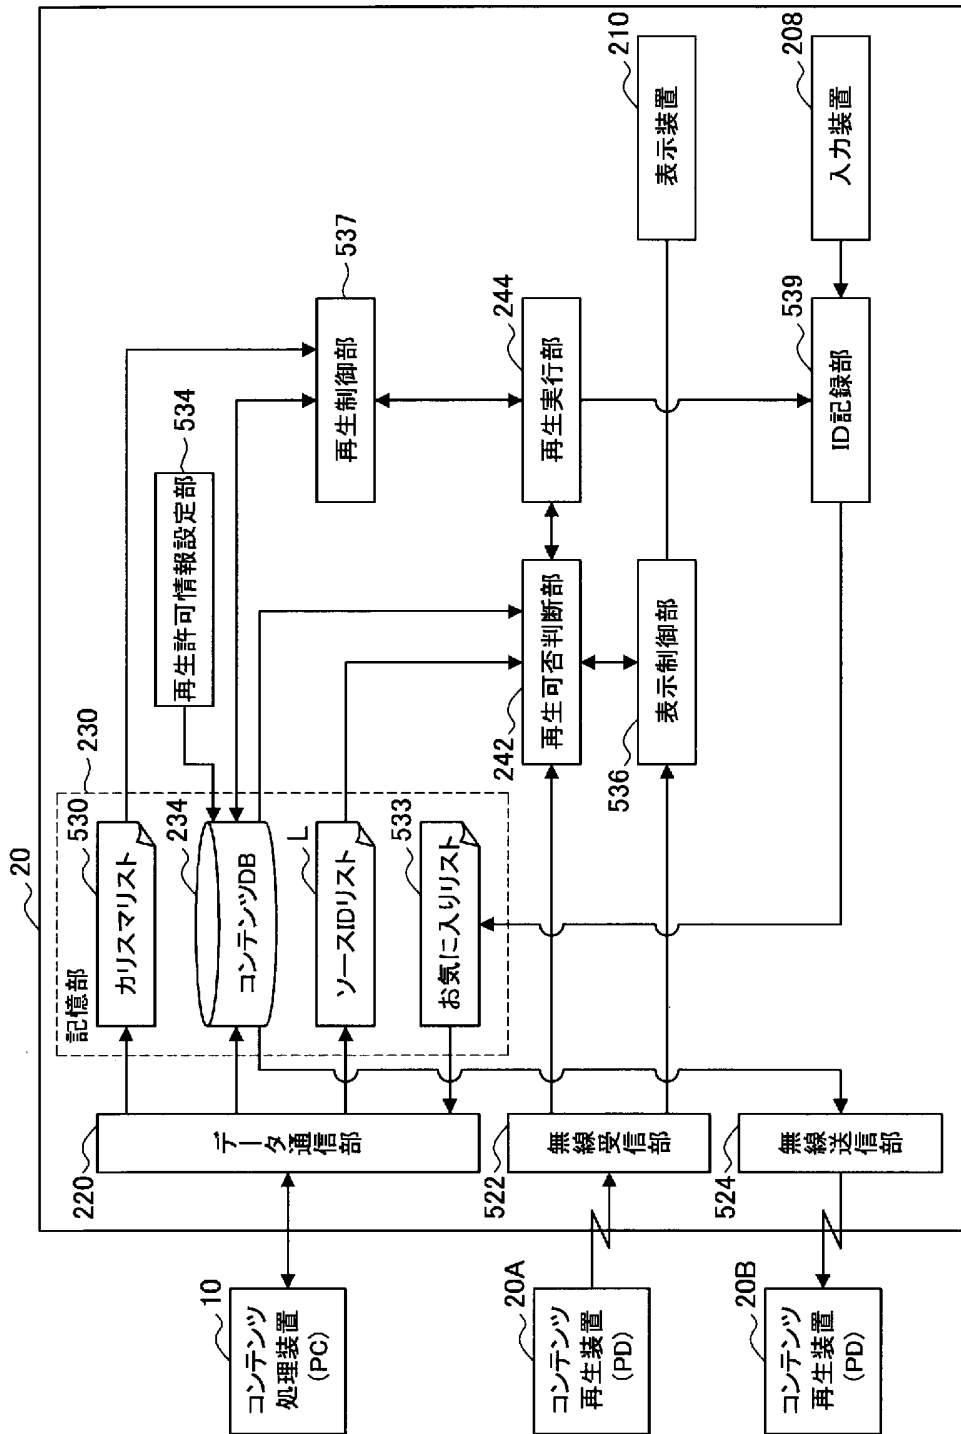 20
230
記憶部
530
カリスマリスト
234
コンテンツDB
L
ソースIDリスト
533
お気に入りリスト
534
再生許可情報設定部
537
再生制御部
244
再生実行部
242
再生可否判断部
536
表示制御部
210
表示装置
208
入力装置
539
ID記録部
220
データ通信部
522
無線受信部
524
無線送信部
10
コンテンツ
処理装置
(PC)
20A
コンテンツ
再生装置
(PD)
20B
コンテンツ
再生装置
(PD)